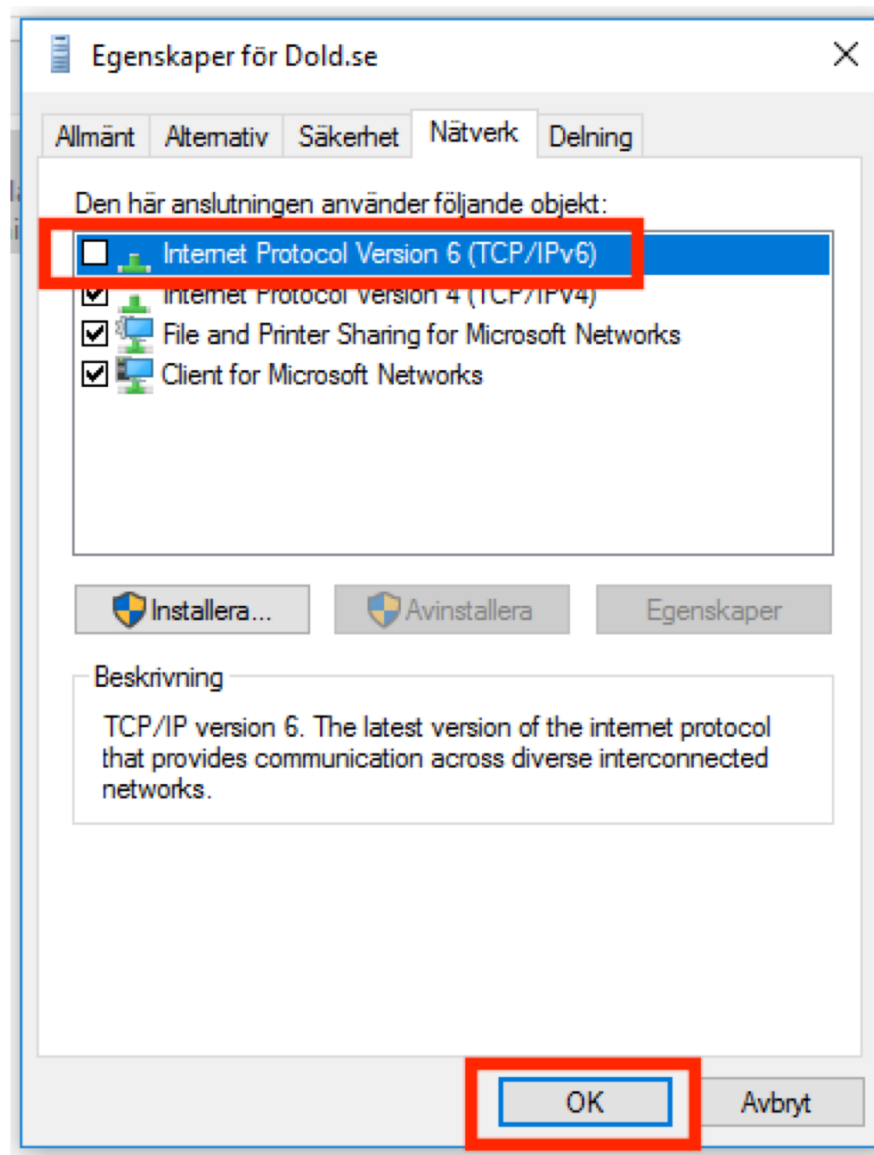 Egenskaper för Dold.se
Allmänt Alternativ Säkerhet Nätverk Delning
Den här anslutningen använder följande objekt:
Internet Protocol Version 6 (TCP/IPv6)
Internet Protocol Version 4 (TCP/IPv4)
File and Printer Sharing for Microsoft Networks
Client for Microsoft Networks
Installera... Avinstallera Egenskaper
Beskrivning
TCP/IP version 6. The latest version of the internet protocol
that provides communication across diverse interconnected
networks.
OK Avbryt